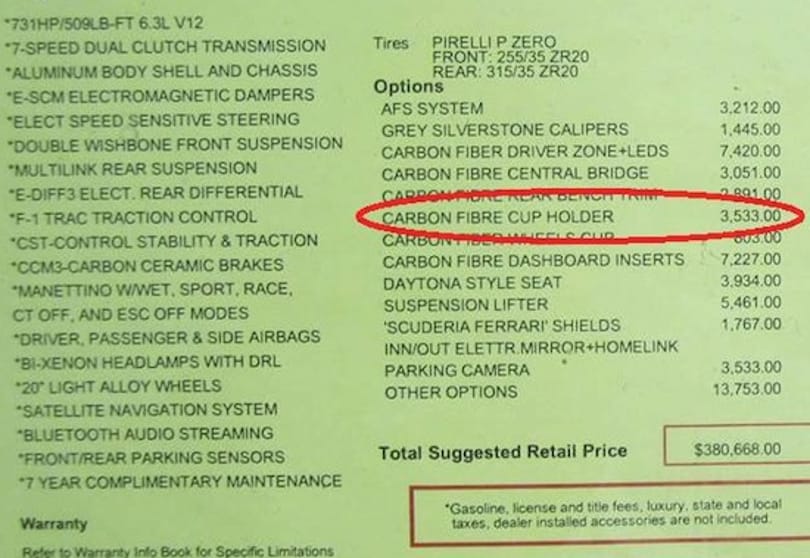 *731HP/509LB-FT 6.3L V12
*7-SPEED DUAL CLUTCH TRANSMISSION
*ALUMINUM BODY SHELL AND CHASSIS
*E-SCM ELECTROMAGNETIC DAMPERS
*ELECT SPEED SENSITIVE STEERING
*DOUBLE WISHBONE FRONT SUSPENSION
*MULTILINK REAR SUSPENSION
*E-DIFF3 ELECT. REAR DIFFERENTIAL
*F-1 TRAC TRACTION CONTROL
*CST-CONTROL STABILITY & TRACTION
*CCM3-CARBON CERAMIC BRAKES
*MANETTINO W/WET, SPORT, RACE,
CT OFF, AND ESC OFF MODES
*DRIVER, PASSENGER & SIDE AIRBAGS
*BI-XENON HEADLAMPS WITH DRL
*20" LIGHT ALLOY WHEELS
*SATELLITE NAVIGATION SYSTEM
*BLUETOOTH AUDIO STREAMING
*FRONT/REAR PARKING SENSORS
*7 YEAR COMPLIMENTARY MAINTENANCE
Warranty
Refer to Warranty Info Book for Specific Limitations
Tires PIRELLI P ZERO
FRONT: 255/35 ZR20
REAR: 315/35 ZR20
Options
AFS SYSTEM 3,212.00
GREY SILVERSTONE CALIPERS 1,445.00
CARBON FIBER DRIVER ZONE+LEDS 7,420.00
CARBON FIBRE CENTRAL BRIDGE 3,051.00
CARBON FIBRE REAR BENCH TRIM 2,891.00
CARBON FIBRE CUP HOLDER 3,533.00
CARBON FIBER WHEELS CUP 803.00
CARBON FIBRE DASHBOARD INSERTS 7,227.00
DAYTONA STYLE SEAT 3,934.00
SUSPENSION LIFTER 5,461.00
'SCUDERIA FERRARI' SHIELDS 1,767.00
INN/OUT ELETTR.MIRROR+HOMELINK
PARKING CAMERA 3,533.00
OTHER OPTIONS 13,753.00
Total Suggested Retail Price $380,668.00
*Gasoline, license and title fees, luxury, state and local
taxes, dealer installed accessories are not included.